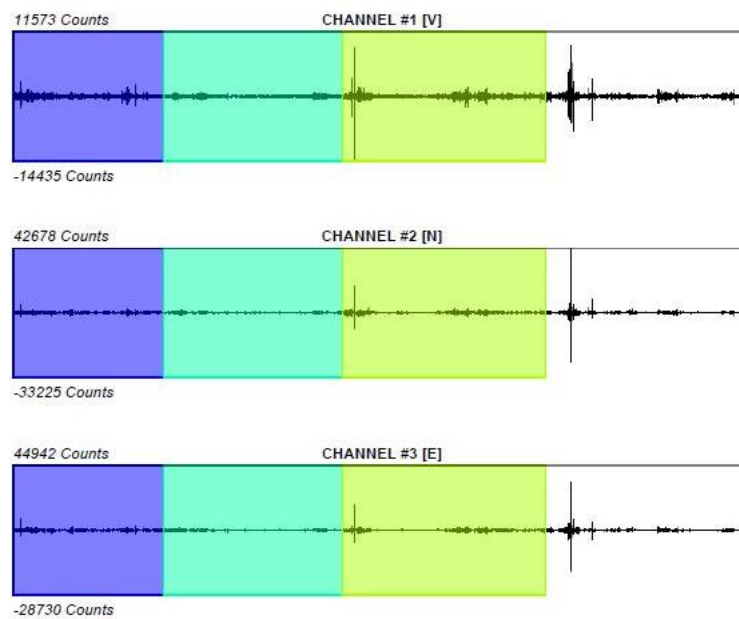 11573 Counts
CHANNEL #1 [V]
-14435 Counts
42678 Counts
CHANNEL #2 [N]
-33225 Counts
44942 Counts
CHANNEL #3 [E]
-28730 Counts